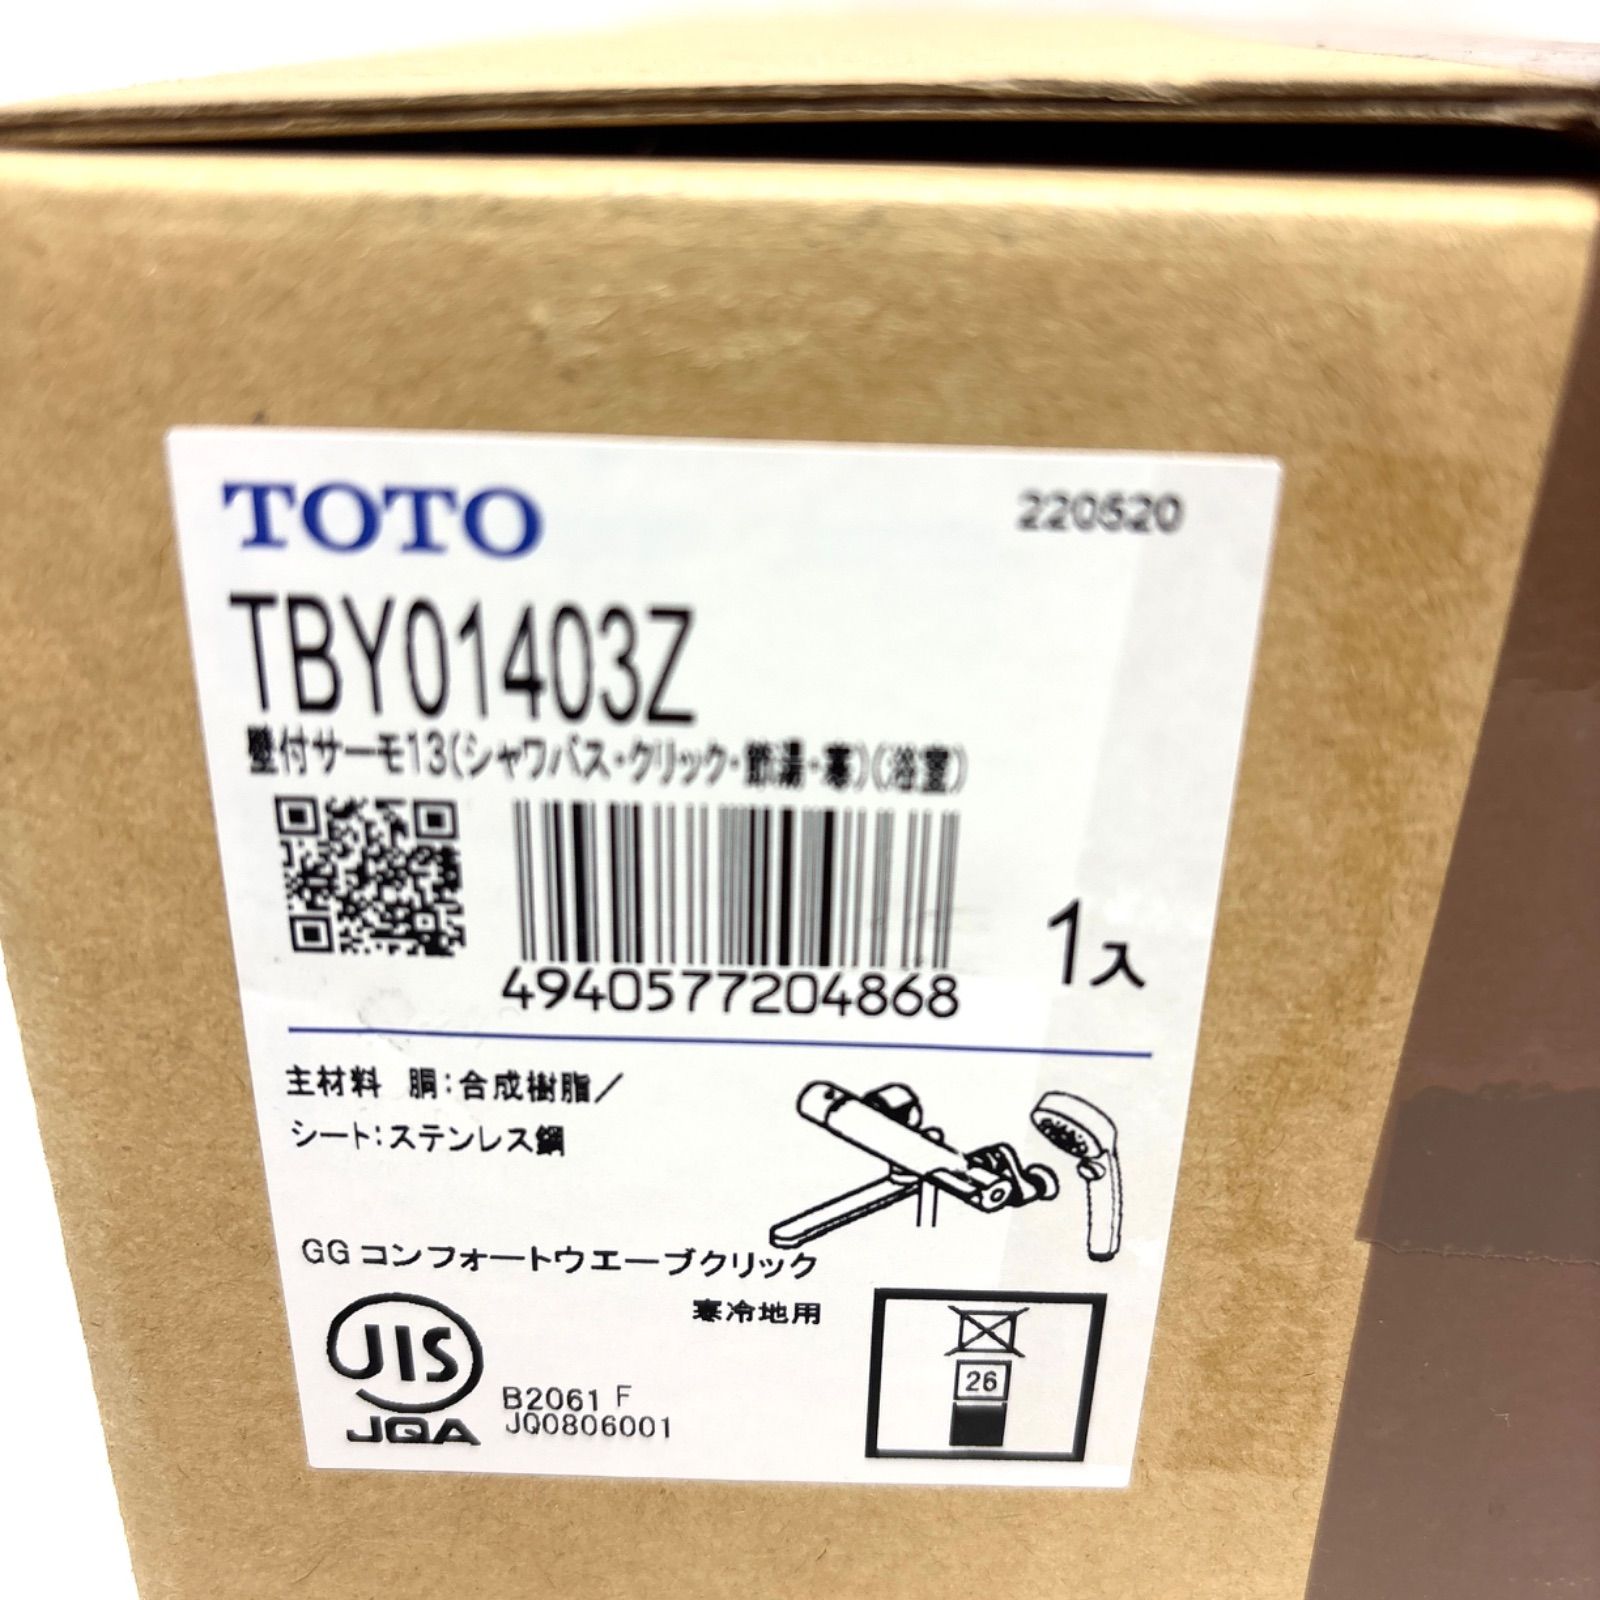 TOTO
220520
TBY01403Z
壁付サーモ13(シャワバス・クリック・節湯・寒)(浴室)
4940577204868
1入
主材料 胴:合成樹脂/
シート:ステンレス鋼
GGコンフォートウエーブクリック
寒冷地用
JIS
JQA
B2061 F
JQ0806001
26